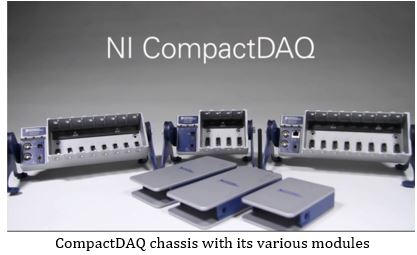 NI CompactDAQ
CompactDAQ chassis with its various modules